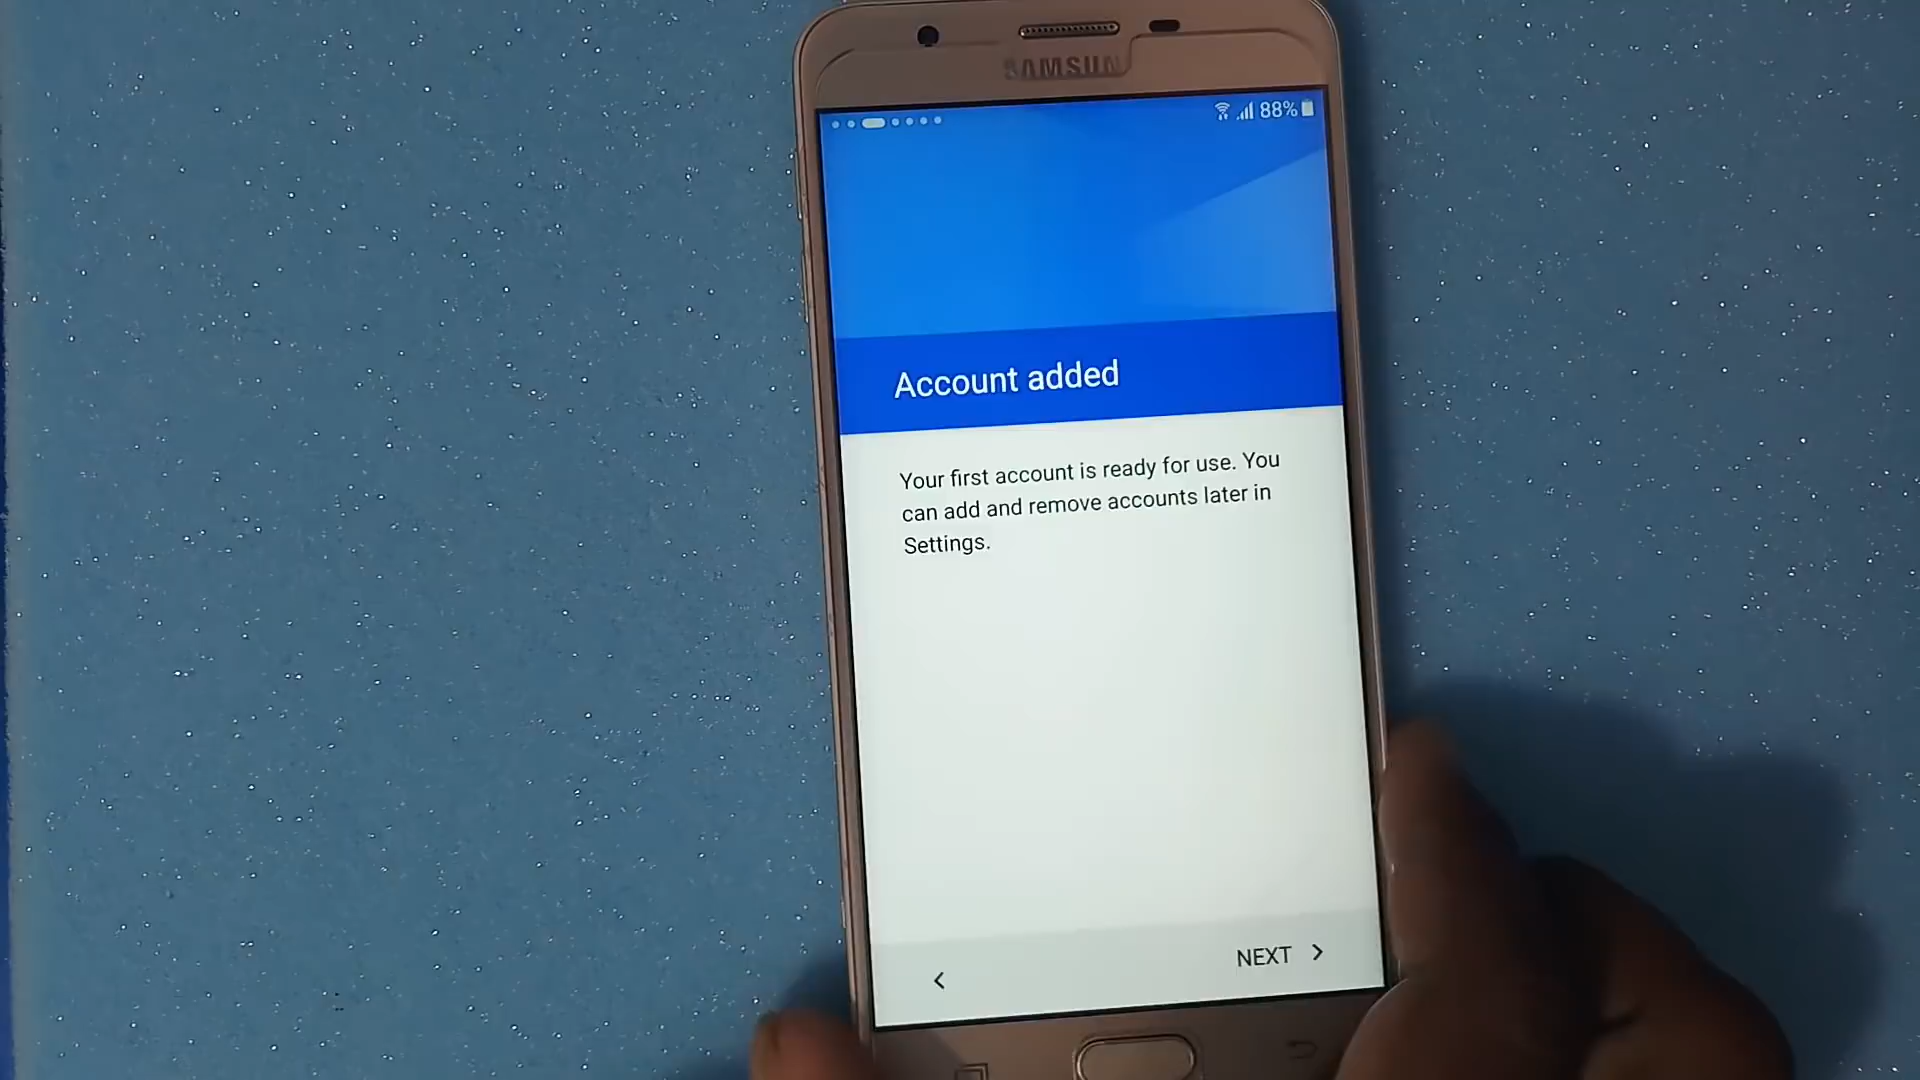 SAMSUNG
88%
Account added
Your first account is ready for use. You
can add and remove accounts later in
Settings.
NEXT